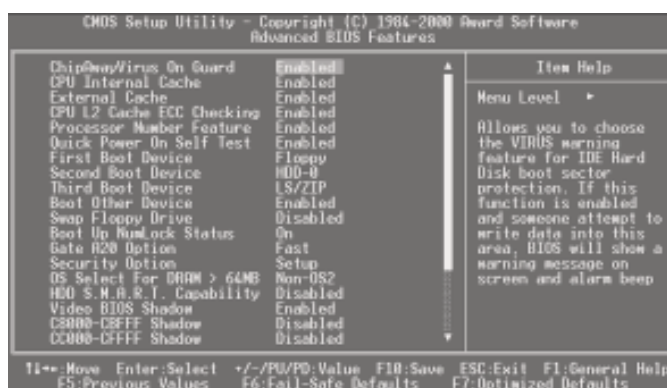 CMOS Setup Utility - Copyright (C) 1984-2000 Award Software
Advanced BIOS Features
ChipAwayVirus On Guard Enabled
CPU Internal Cache Enabled
External Cache Enabled
CPU L2 Cache ECC Checking Enabled
Processor Number Feature Enabled
Quick Power On Self Test Enabled
First Boot Device Floppy
Second Boot Device HDD-0
Third Boot Device LS/ZIP
Boot Other Device Enabled
Swap Floppy Drive Disabled
Boot Up NumLock Status On
Gate A20 Option Fast
Security Option Setup
OS Select For DRAM > 64MB Non-OS2
HDD S.M.A.R.T. Capability Disabled
Video BIOS Shadow Enabled
C8000-CBFFF Shadow Disabled
CC000-CFFFF Shadow Disabled
Item Help
Menu Level ►
Allows you to choose
the VIRUS warning
feature for IDE Hard
Disk boot sector
protection. If this
function is enabled
and someone attempt to
write data into this
area, BIOS will show a
warning message on
screen and alarm beep
↑↓→←:Move Enter:Select +/-/PU/PD:Value F10:Save ESC:Exit F1:General Help
F5:Previous Values F6:Fail-Safe Defaults F7:Optimized Defaults